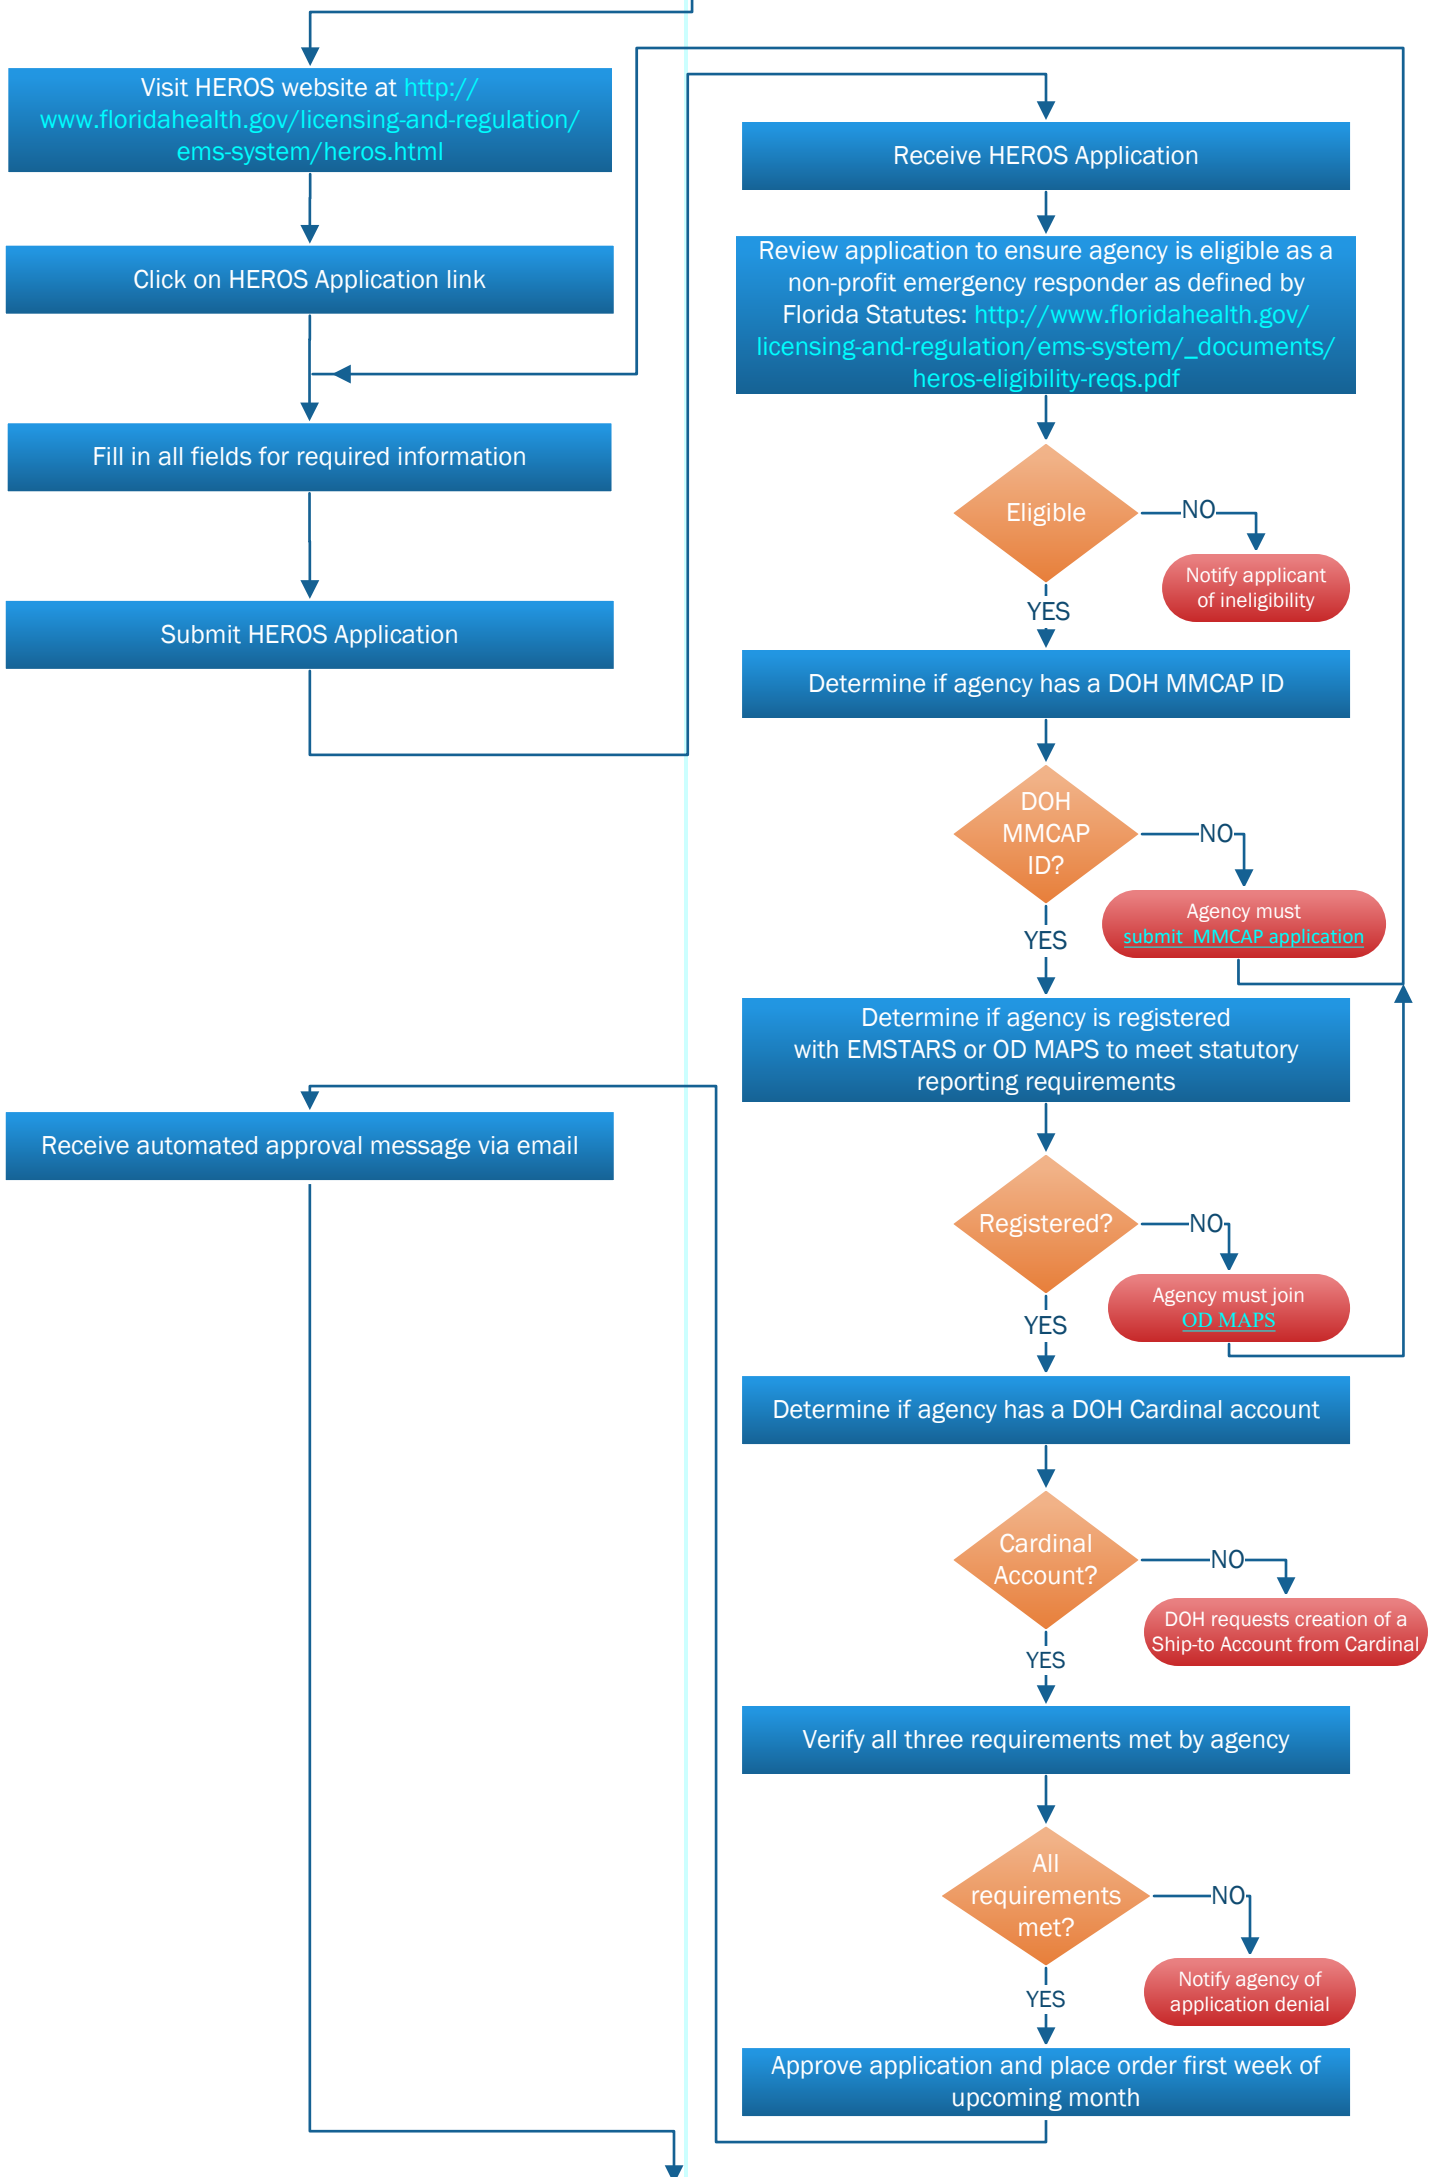 Visit HEROS website at http://
www.floridahealth.gov/licensing-and-regulation/
ems-system/heros.html
Click on HEROS Application link
Fill in all fields for required information
Submit HEROS Application
Receive HEROS Application
Review application to ensure agency is eligible as a
non-profit emergency responder as defined by
Florida Statutes: http://www.floridahealth.gov/
licensing-and-regulation/ems-system/_documents/
heros-eligibility-reqs.pdf
Eligible
NO
Notify applicant
of ineligibility
YES
Determine if agency has a DOH MMCAP ID
DOH
MMCAP
ID?
NO
Agency must
submit MMCAP application
YES
Determine if agency is registered
with EMSTARS or OD MAPS to meet statutory
reporting requirements
Receive automated approval message via email
Registered?
NO
Agency must join
OD MAPS
YES
Determine if agency has a DOH Cardinal account
Cardinal
Account?
NO
DOH requests creation of a
Ship-to Account from Cardinal
YES
Verify all three requirements met by agency
All
requirements
met?
NO
Notify agency of
application denial
YES
Approve application and place order first week of
upcoming month